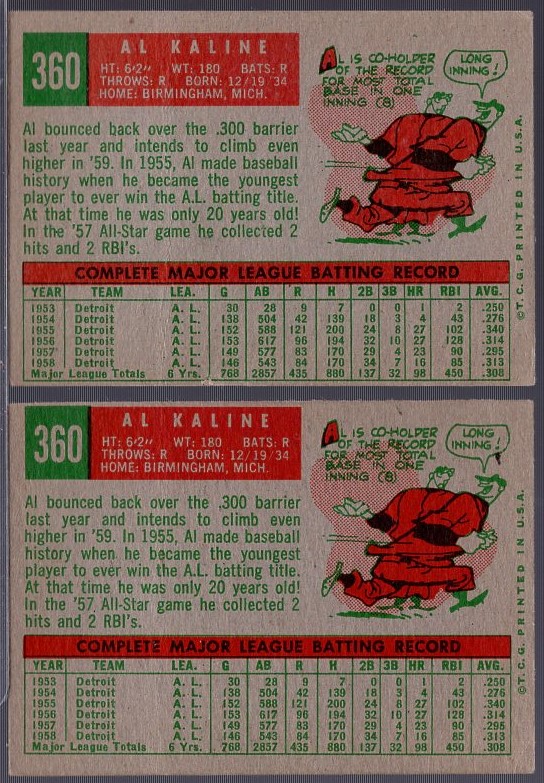 360
AL KALINE
HT: 6'2" WT: 180 BATS: R
THROWS: R BORN: 12/19/34
HOME: BIRMINGHAM, MICH.
AL IS CO-HOLDER
OF THE RECORD
FOR MOST TOTAL
BASE IN ONE
INNING (8)
LONG
INNING!
Al bounced back over the .300 barrier
last year and intends to climb even
higher in '59. In 1955, Al made baseball
history when he became the youngest
player to ever win the A.L. batting title.
At that time he was only 20 years old!
In the '57 All-Star game he collected 2
hits and 2 RBI's.
©T.C.G. PRINTED IN U.S.A.
COMPLETE MAJOR LEAGUE BATTING RECORD
YEAR TEAM LEA. G AB R H 2B 3B HR RBI AVG.
1953 Detroit A. L. 30 28 9 7 0 0 1 2 .250
1954 Detroit A. L. 138 504 42 139 18 3 4 43 .276
1955 Detroit A. L. 152 588 121 200 24 8 27 102 .340
1956 Detroit A. L. 153 617 96 194 32 10 27 128 .314
1957 Detroit A. L. 149 577 83 170 29 4 23 90 .295
1958 Detroit A. L. 146 543 84 170 34 7 16 85 .313
Major League Totals 6 Yrs. 768 2857 435 880 137 32 98 450 .308
360
AL KALINE
HT: 6'2" WT: 180 BATS: R
THROWS: R BORN: 12/19/34
HOME: BIRMINGHAM, MICH.
AL IS CO-HOLDER
OF THE RECORD
FOR MOST TOTAL
BASE IN ONE
INNING (8)
LONG
INNING!
Al bounced back over the .300 barrier
last year and intends to climb even
higher in '59. In 1955, Al made baseball
history when he became the youngest
player to ever win the A.L. batting title.
At that time he was only 20 years old!
In the '57 All-Star game he collected 2
hits and 2 RBI's.
©T.C.G. PRINTED IN U.S.A.
COMPLETE MAJOR LEAGUE BATTING RECORD
YEAR TEAM LEA. G AB R H 2B 3B HR RBI AVG.
1953 Detroit A. L. 30 28 9 7 0 0 1 2 .250
1954 Detroit A. L. 138 504 42 139 18 3 4 43 .276
1955 Detroit A. L. 152 588 121 200 24 8 27 102 .340
1956 Detroit A. L. 153 617 96 194 32 10 27 128 .314
1957 Detroit A. L. 149 577 83 170 29 4 23 90 .295
1958 Detroit A. L. 146 543 84 170 34 7 16 85 .313
Major League Totals 6 Yrs. 768 2857 435 880 137 32 98 450 .308